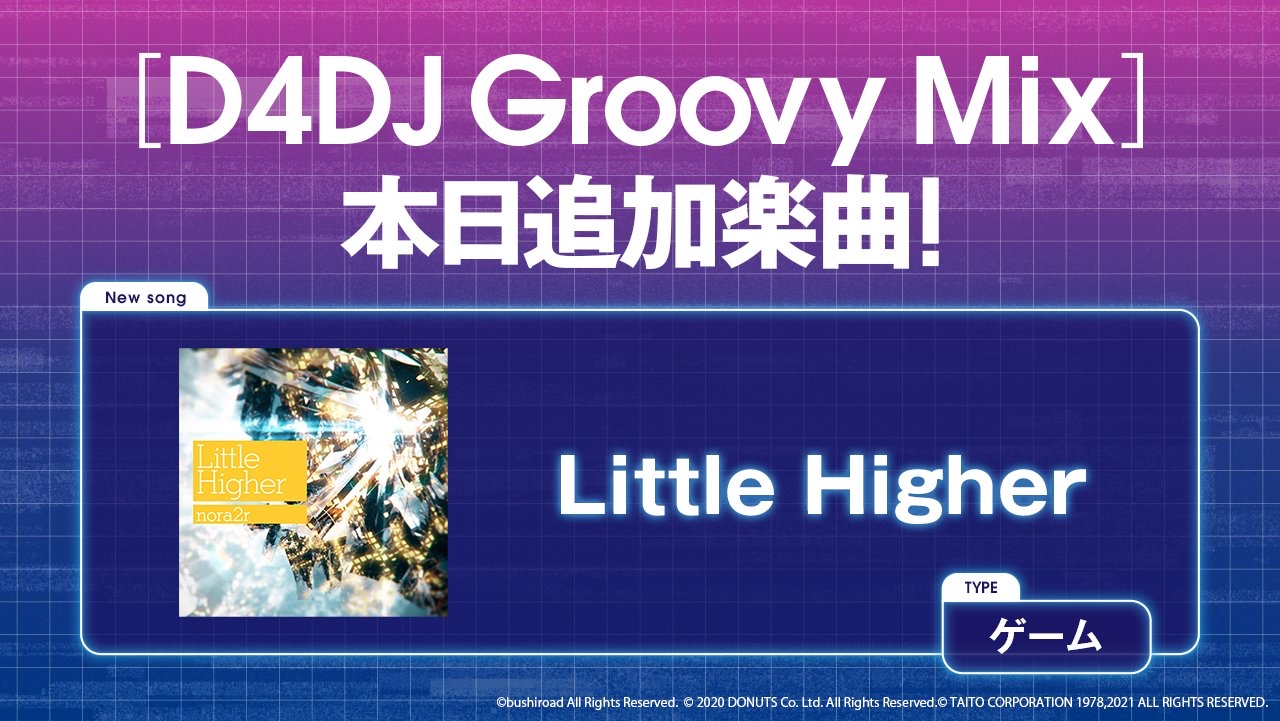 [D4DJ Groovy Mix]
本日追加楽曲!
New song
Little
Higher
nora2r
Little Higher
TYPE
ゲーム
©bushiroad All Rights Reserved. © 2020 DONUTS Co. Ltd. All Rights Reserved.© TAITO CORPORATION 1978,2021 ALL RIGHTS RESERVED.